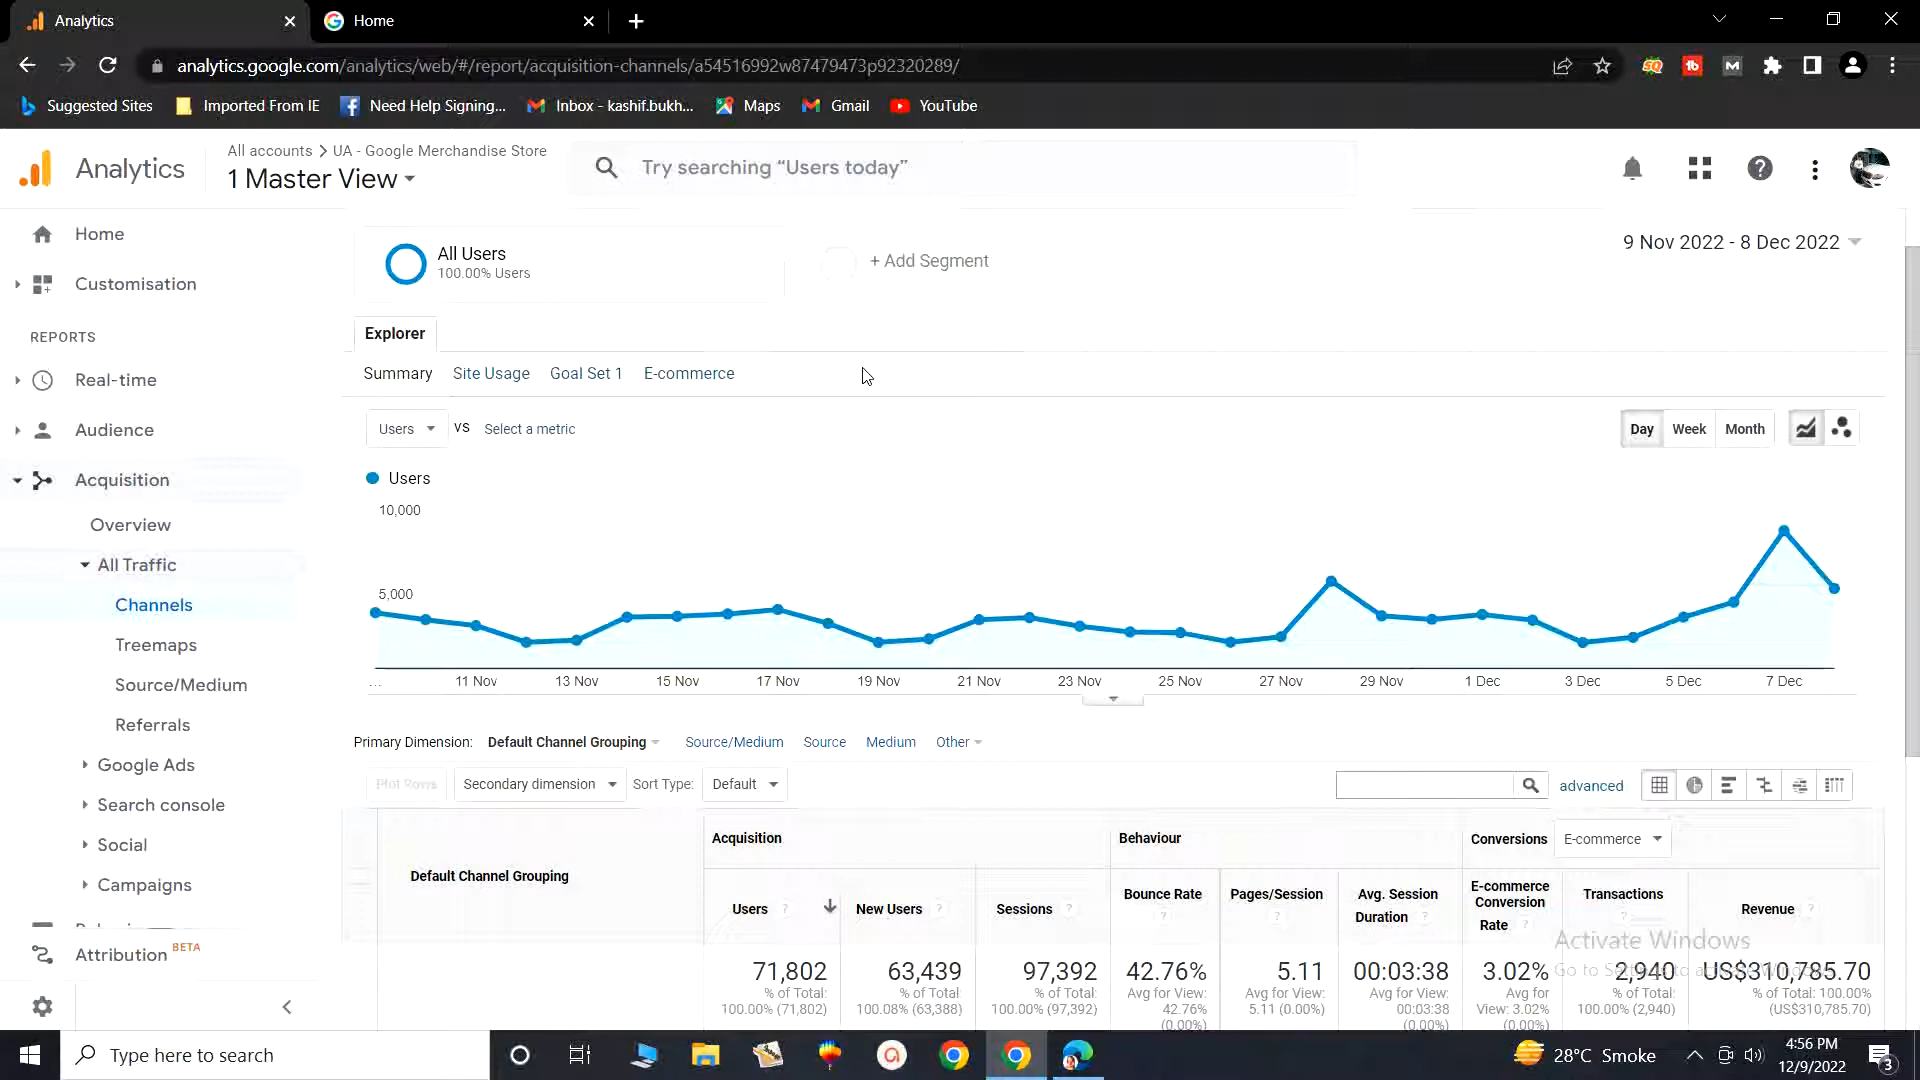 Analytics
Home
analytics.google.com/analytics/web/#/report/acquisition-channels/a54516992w87479473p92320289/
SQ
tb
M
Suggested Sites
Imported From IE
Need Help Signing...
Inbox - kashif.bukh...
Maps
Gmail
YouTube
Analytics
All accounts > UA - Google Merchandise Store
1 Master View
Try searching “Users today”
Home
Customisation
REPORTS
Real-time
Audience
Acquisition
Overview
All Traffic
Channels
Treemaps
Source/Medium
Referrals
Google Ads
Search console
Social
Campaigns
Attribution BETA
All Users
100.00% Users
+ Add Segment
9 Nov 2022 - 8 Dec 2022
Explorer
Summary Site Usage Goal Set 1 E-commerce
Users VS Select a metric
Day Week Month
Users
10,000
5,000
... 11 Nov 13 Nov 15 Nov 17 Nov 19 Nov 21 Nov 23 Nov 25 Nov 27 Nov 29 Nov 1 Dec 3 Dec 5 Dec 7 Dec
Primary Dimension: Default Channel Grouping Source/Medium Source Medium Other
Plot Rows Secondary dimension Sort Type: Default
advanced
Default Channel Grouping
Acquisition
Behaviour
Conversions E-commerce
Users ?
New Users ?
Sessions ?
Bounce Rate ?
Pages/Session ?
Avg. Session Duration ?
E-commerce Conversion Rate ?
Transactions ?
Revenue ?
71,802
% of Total:
100.00% (71,802)
63,439
% of Total:
100.08% (63,388)
97,392
% of Total:
100.00% (97,392)
42.76%
Avg for View:
42.76%
(0.00%)
5.11
Avg for View:
5.11 (0.00%)
00:03:38
Avg for View:
00:03:38
(0.00%)
3.02%
Avg for
View: 3.02%
(0.00%)
2,940
% of Total:
100.00% (2,940)
US$310,785.70
% of Total: 100.00%
(US$310,785.70)
Activate Windows
Type here to search
28°C Smoke
4:56 PM
12/9/2022
3